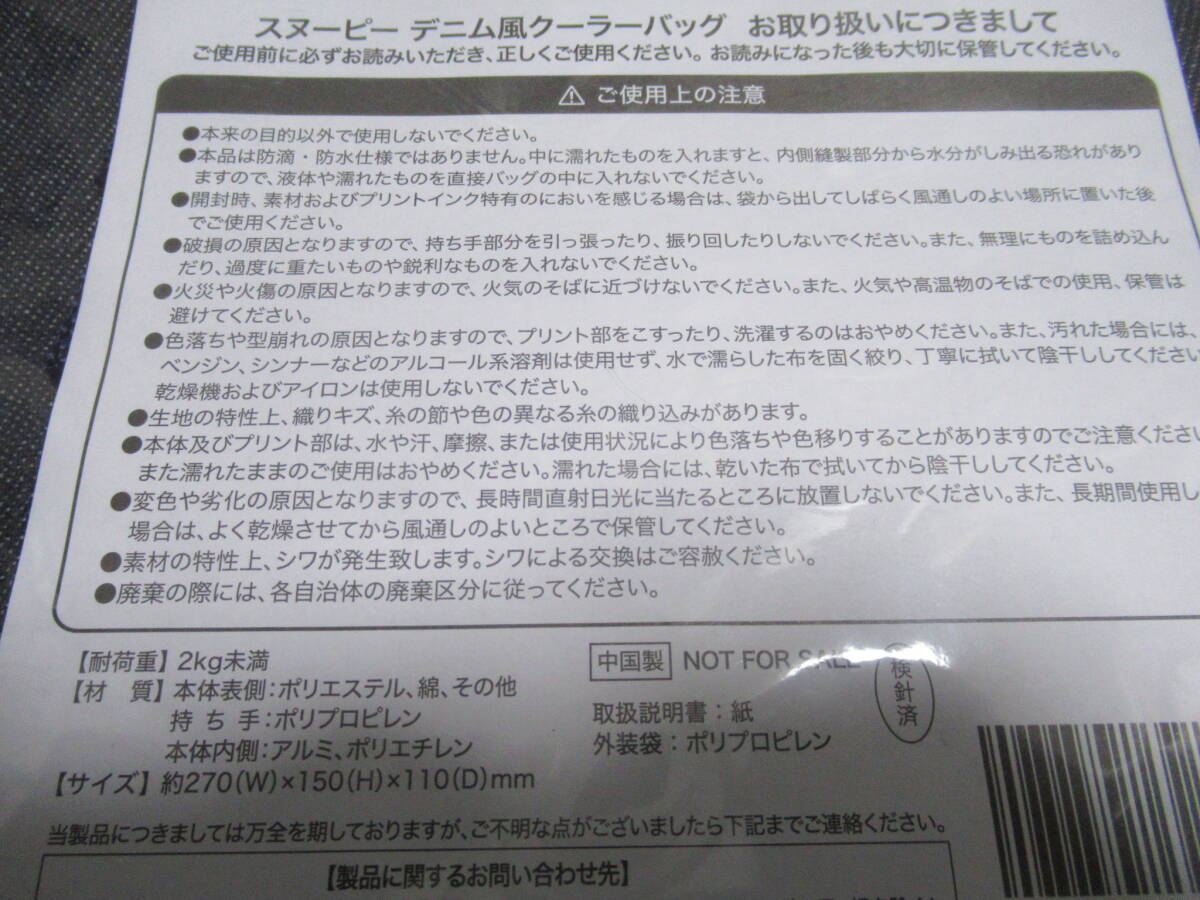 スヌーピー デニム風クーラーバッグ お取り扱いにつきまして
ご使用前に必ずお読みいただき、正しくご使用ください。お読みになった後も大切に保管してください。
⚠ ご使用上の注意
●本来の目的以外で使用しないでください。
●本品は防滴・防水仕様ではありません。中に濡れたものを入れますと、内側縫製部分から水分がしみ出る恐れがあり
ますので、液体や濡れたものを直接バッグの中に入れないでください。
●開封時、素材およびプリントインク特有のにおいを感じる場合は、袋から出してしばらく風通しのよい場所に置いた後
でご使用ください。
●破損の原因となりますので、持ち手部分を引っ張ったり、振り回したりしないでください。また、無理にものを詰め込ん
だり、過度に重たいものや鋭利なものを入れないでください。
●火災や火傷の原因となりますので、火気のそばに近づけないでください。また、火気や高温物のそばでの使用、保管は
避けてください。
●色落ちや型崩れの原因となりますので、プリント部をこすったり、洗濯するのはおやめください。また、汚れた場合には、
ベンジン、シンナーなどのアルコール系溶剤は使用せず、水で濡らした布を固く絞り、丁寧に拭いて陰干ししてください
乾燥機およびアイロンは使用しないでください。
●生地の特性上、織りキズ、糸の節や色の異なる糸の織り込みがあります。
●本体及びプリント部は、水や汗、摩擦、または使用状況により色落ちや色移りすることがありますのでご注意くださ
また濡れたままのご使用はおやめください。濡れた場合には、乾いた布で拭いてから陰干ししてください。
●変色や劣化の原因となりますので、長時間直射日光に当たるところに放置しないでください。また、長期間使用し
場合は、よく乾燥させてから風通しのよいところで保管してください。
●素材の特性上、シワが発生致します。シワによる交換はご容赦ください。
●廃棄の際には、各自治体の廃棄区分に従ってください。
【耐荷重】2kg未満
【材 質】本体表側：ポリエステル、綿、その他
持 ち 手：ポリプロピレン
本体内側：アルミ、ポリエチレン
【サイズ】約270(W)×150(H)×110(D)mm
中国製 NOT FOR SALE
検針済
取扱説明書：紙
外装袋：ポリプロピレン
当製品につきましては万全を期しておりますが、ご不明な点がございましたら下記までご連絡ください。
【製品に関するお問い合わせ先】